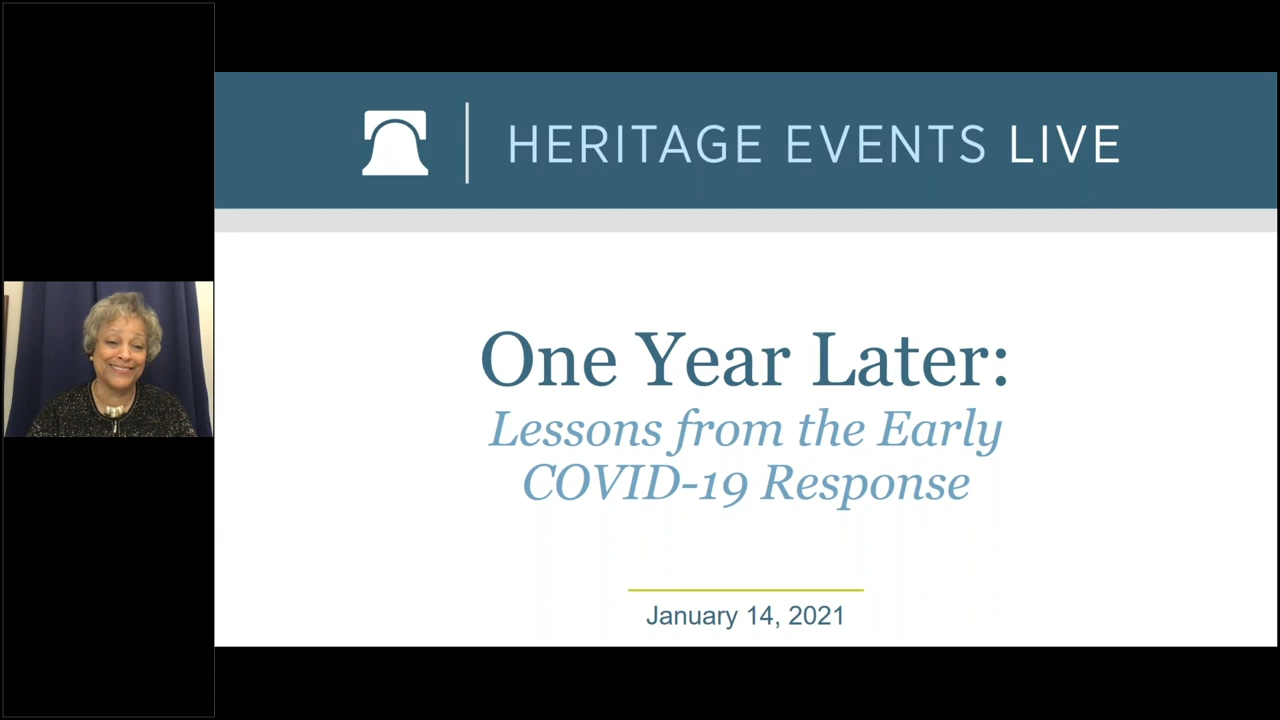 HERITAGE EVENTS LIVE
One Year Later:
Lessons from the Early
COVID-19 Response
January 14, 2021